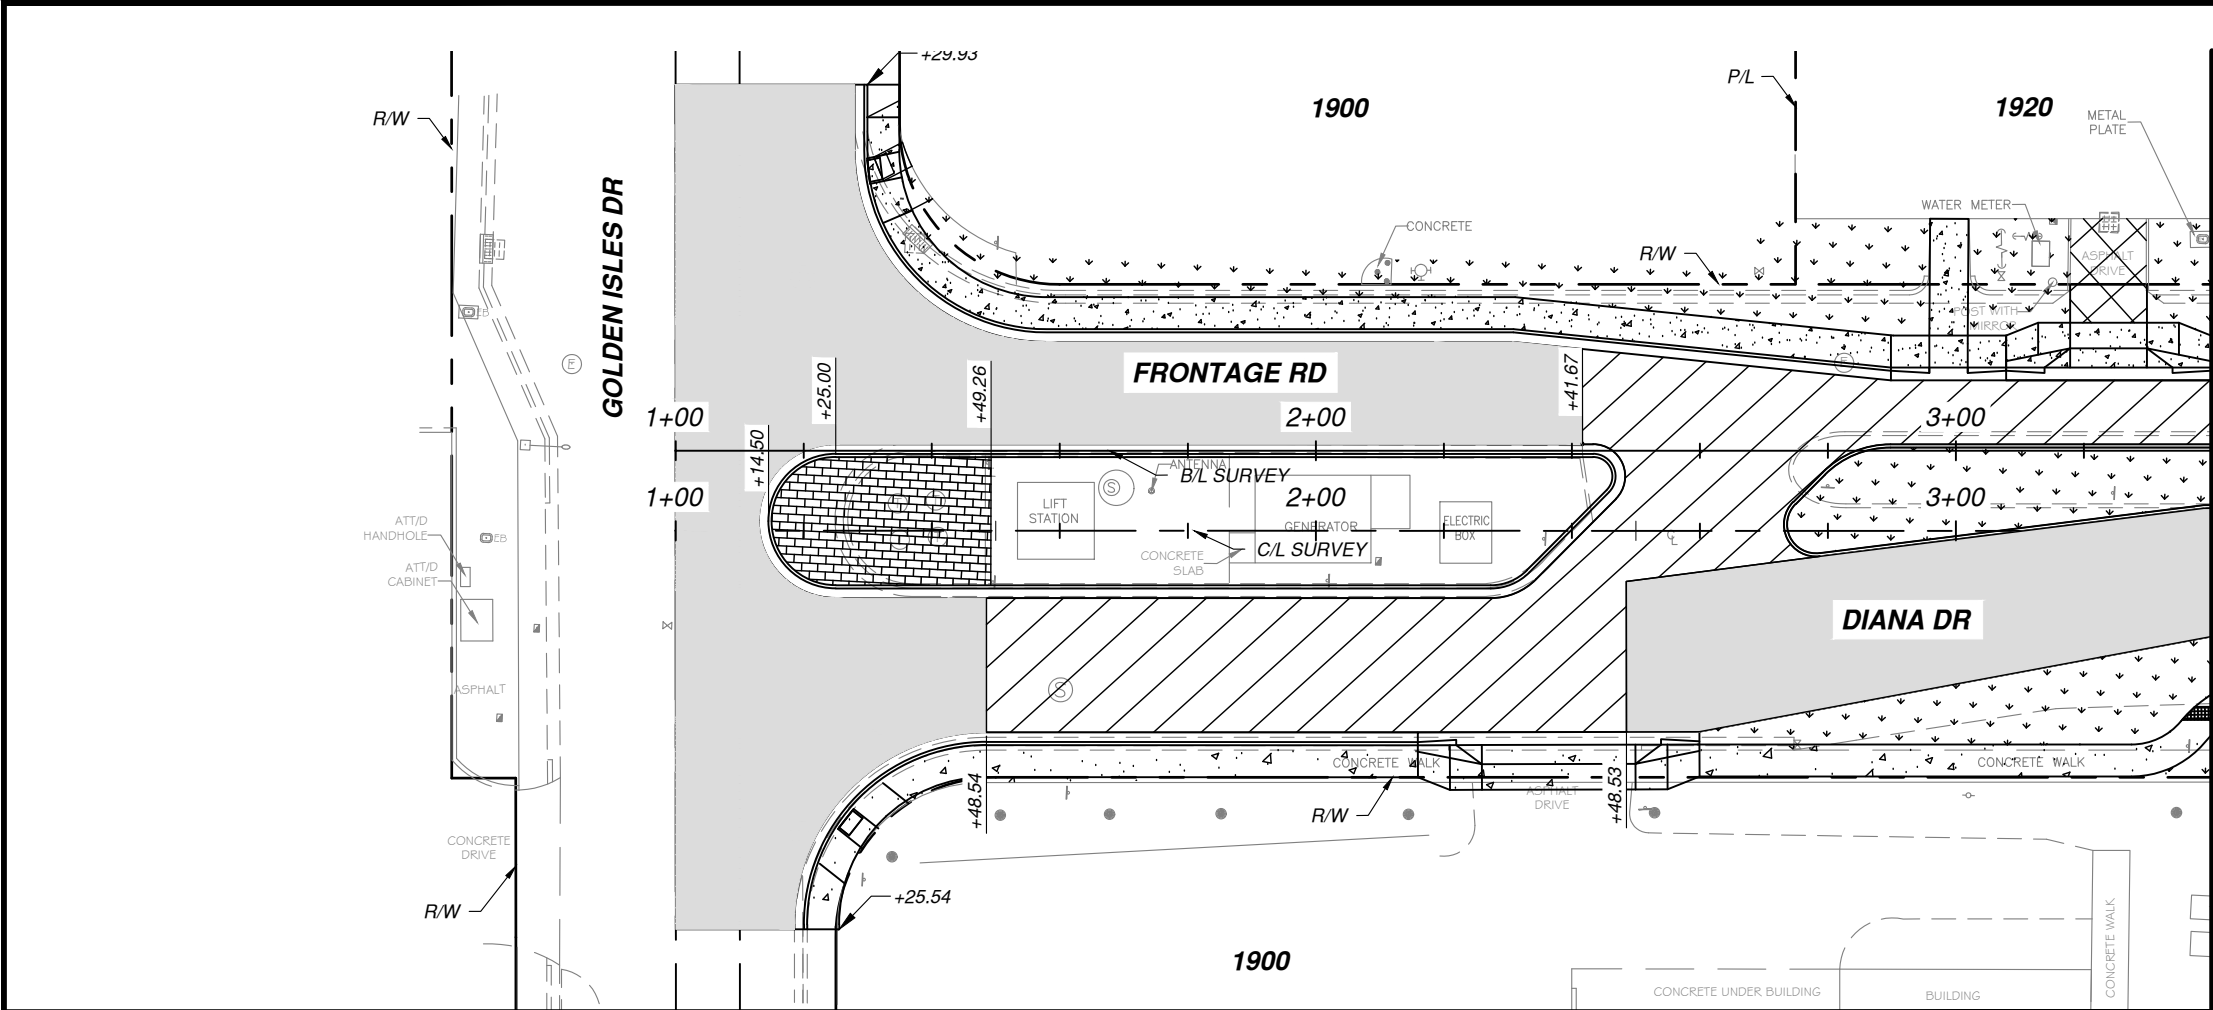 +29.93
P/L
1900
1920
METAL
PLATE
R/W
WATER METER
CONCRETE
R/W
ASPHALT
DRIVE
GOLDEN ISLES DR
EB
POST WITH
MIRROR
E
+25.00
+49.26
FRONTAGE RD
+41.67
1+00
2+00
3+00
+14.50
ANTENNA
B/L SURVEY
1+00
2+00
3+00
S
LIFT
STATION
GENERATOR
ELECTRIC
BOX
ATT/D
HANDHOLE
EB
C/L SURVEY
CONCRETE
SLAB
ATT/D
CABINET
DIANA DR
ASPHALT
S
CONCRETE WALK
CONCRETE WALK
+48.54
+48.53
ASPHALT
DRIVE
R/W
CONCRETE
DRIVE
+25.54
R/W
CONCRETE WALK
1900
CONCRETE UNDER BUILDING
BUILDING